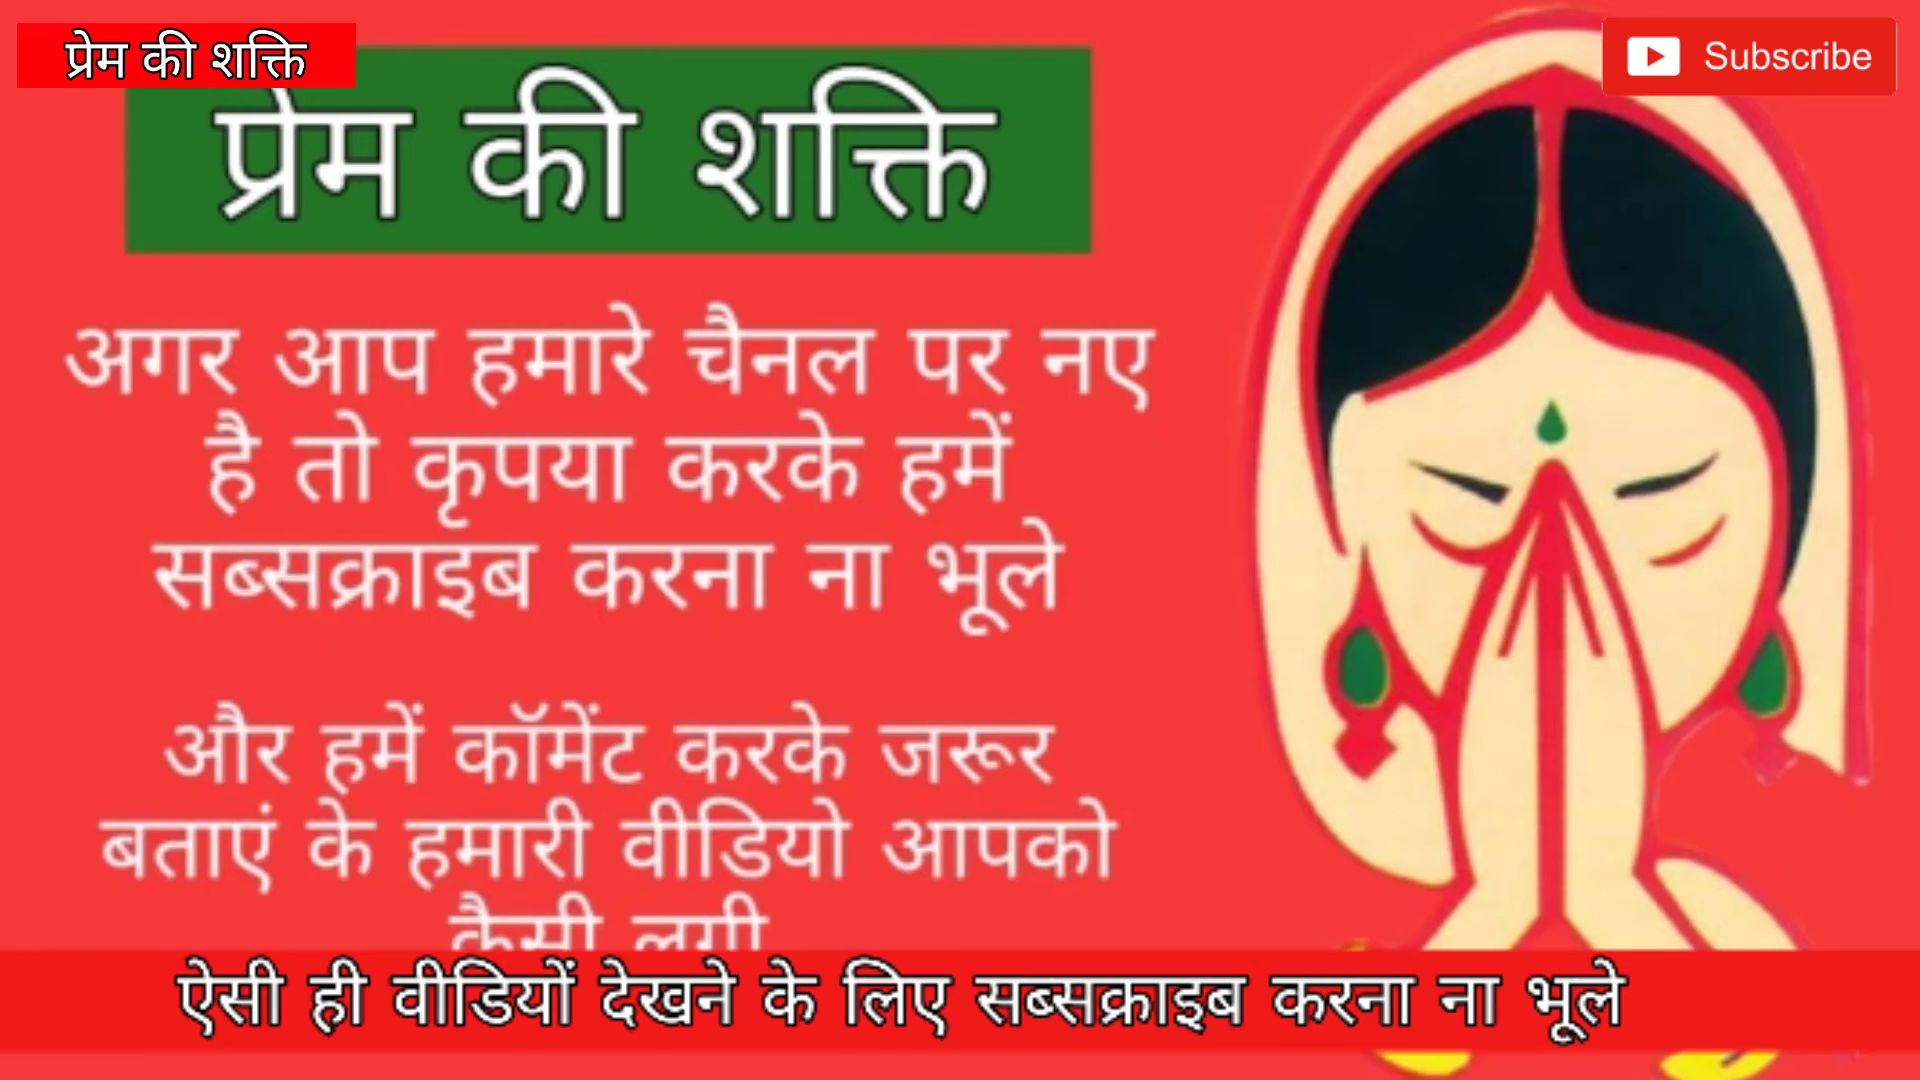 प्रेम की शक्ति
Subscribe
प्रेम की शक्ति
अगर आप हमारे चैनल पर नए
है तो कृपया करके हमें
सब्सक्राइब करना ना भूले
और हमें कॉमेंट करके जरूर
बताएं के हमारी वीडियो आपको
कैसी लगी
ऐसी ही वीडियों देखने के लिए सब्सक्राइब करना ना भूले